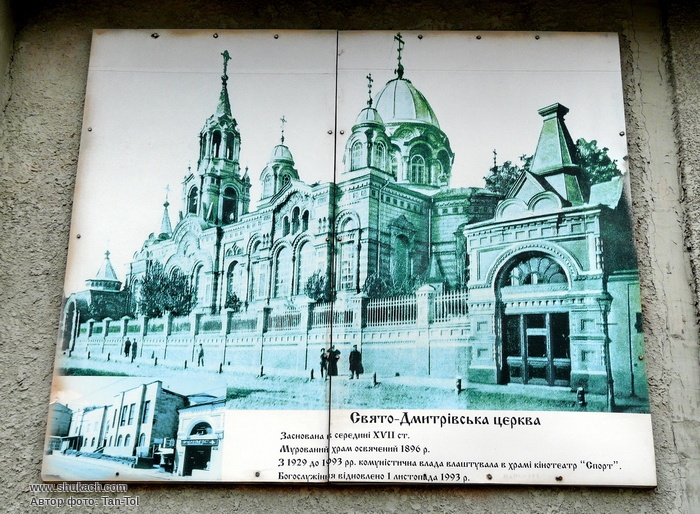 Свято-Дмитрівська церква
Заснована в середині XVII ст.
Мурований храм освячений 1896 р.
З 1929 до 1993 рр. комуністична влада влаштувала в храмі кінотеатр "Спорт".
Богослужіння відновлено 1 листопада 1993 р.
www.shukach.com
Автор фото: Tan-Tol